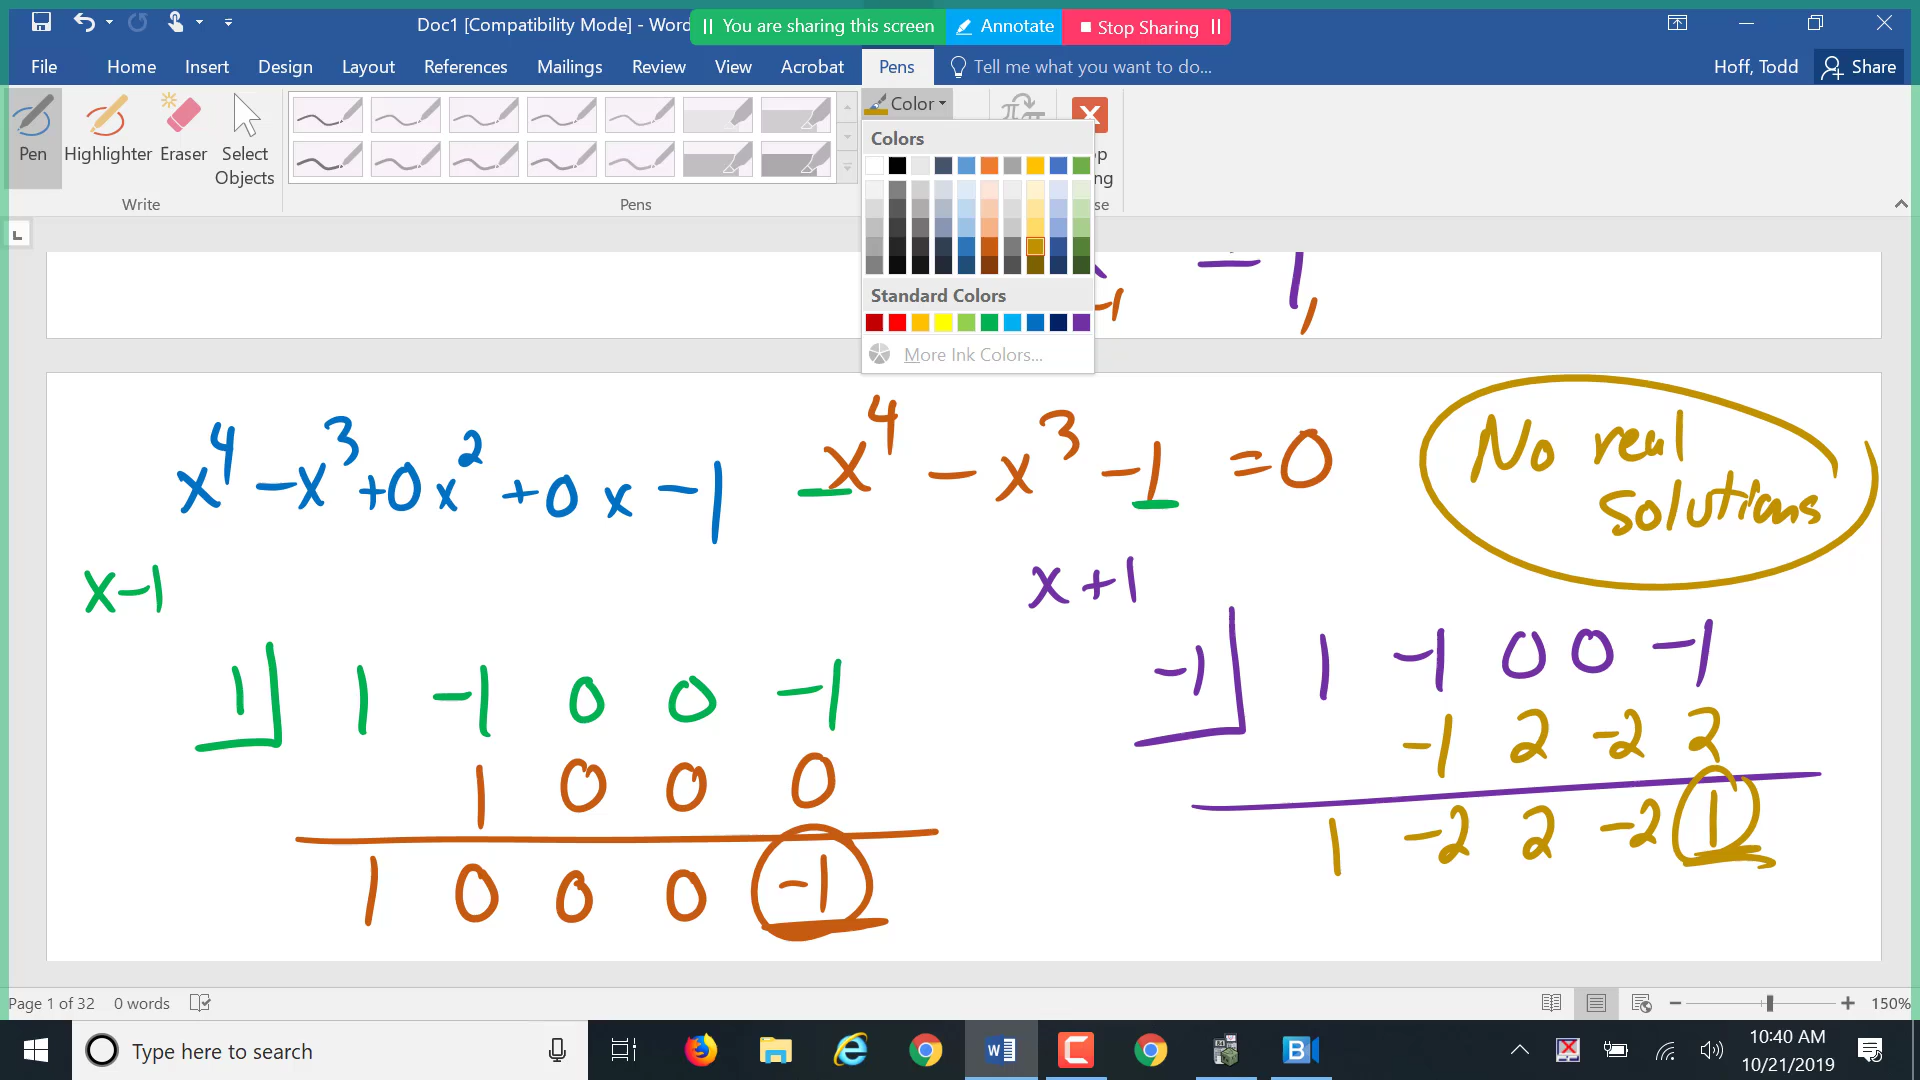 Doc1 [Compatibility Mode] - Word
You are sharing this screen
Annotate
Stop Sharing
File Home Insert Design Layout References Mailings Review View Acrobat Pens Tell me what you want to do... Hoff, Todd Share
Pen Highlighter Eraser Select Objects
Color
Write Pens
Colors
Standard Colors
More Ink Colors...
= 1,
x⁴ - x³ + 0x² + 0x - 1
x⁴ - x³ - 1 = 0
No real
solutions
x-1
x+1
1 1 -1 0 0 -1
1 0 0 0
1 0 0 0 -1
-1 1 -1 0 0 -1
-1 2 -2 2
1 -2 2 -2 1
Page 1 of 32 0 words 150%
Type here to search
10:40 AM
10/21/2019